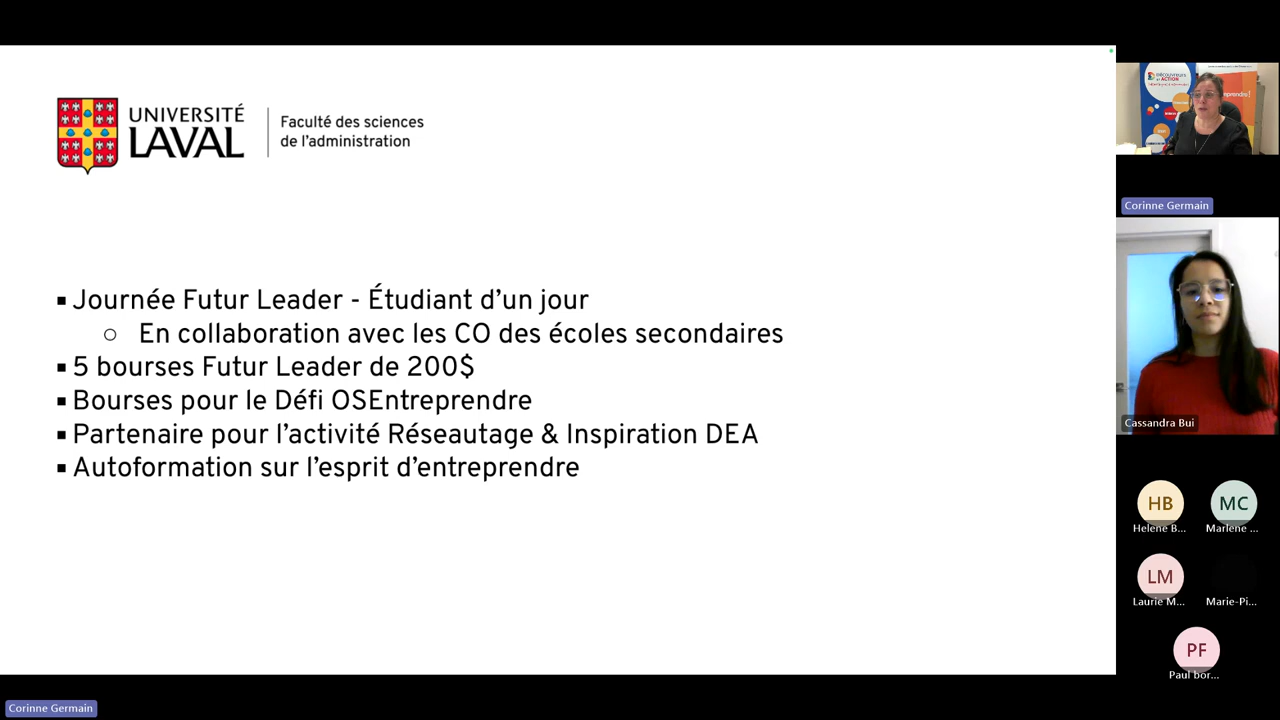 UNIVERSITÉ
LAVAL
Faculté des sciences
de l'administration
▪ Journée Futur Leader - Étudiant d'un jour
○ En collaboration avec les CO des écoles secondaires
▪ 5 bourses Futur Leader de 200$
▪ Bourses pour le Défi OSEntreprendre
▪ Partenaire pour l'activité Réseautage & Inspiration DEA
▪ Autoformation sur l'esprit d'entreprendre
DÉCOUVERTES
ACTION
Corinne Germain
Cassandra Bui
HB
Helene B...
MC
Marlene ...
LM
Laurie M...
Marie-Pi...
PF
Paul bor...
Corinne Germain